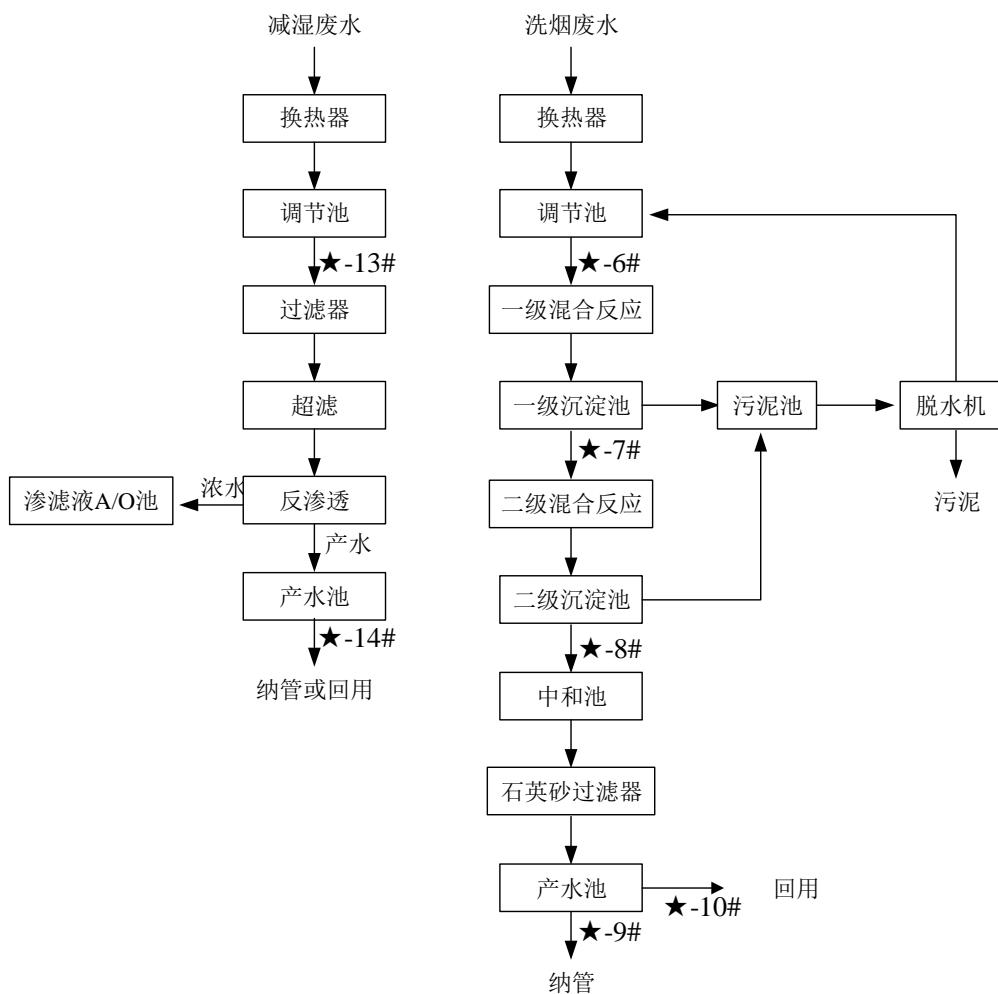 减湿废水
换热器
调节池
★-13#
过滤器
超滤
浓水
渗滤液A/O池
反渗透
产水
产水池
★-14#
纳管或回用
洗烟废水
换热器
调节池
★-6#
一级混合反应
一级沉淀池
污泥池
脱水机
★-7#
污泥
二级混合反应
二级沉淀池
★-8#
中和池
石英砂过滤器
产水池
回用
★-10#
★-9#
纳管